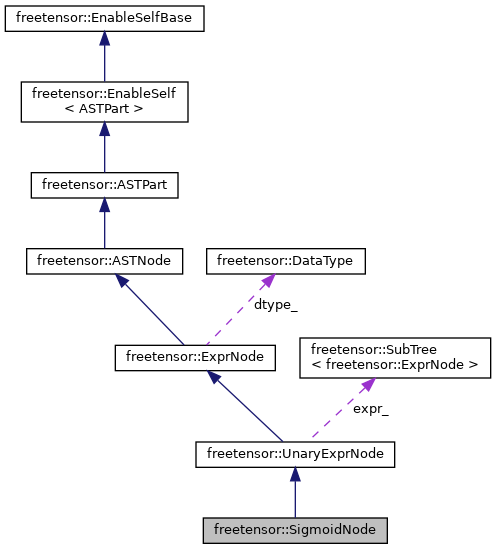 freetensor::EnableSelfBase
freetensor::EnableSelf
< ASTPart >
freetensor::ASTPart
freetensor::ASTNode
freetensor::DataType
dtype_
freetensor::ExprNode
freetensor::SubTree
< freetensor::ExprNode >
expr_
freetensor::UnaryExprNode
freetensor::SigmoidNode